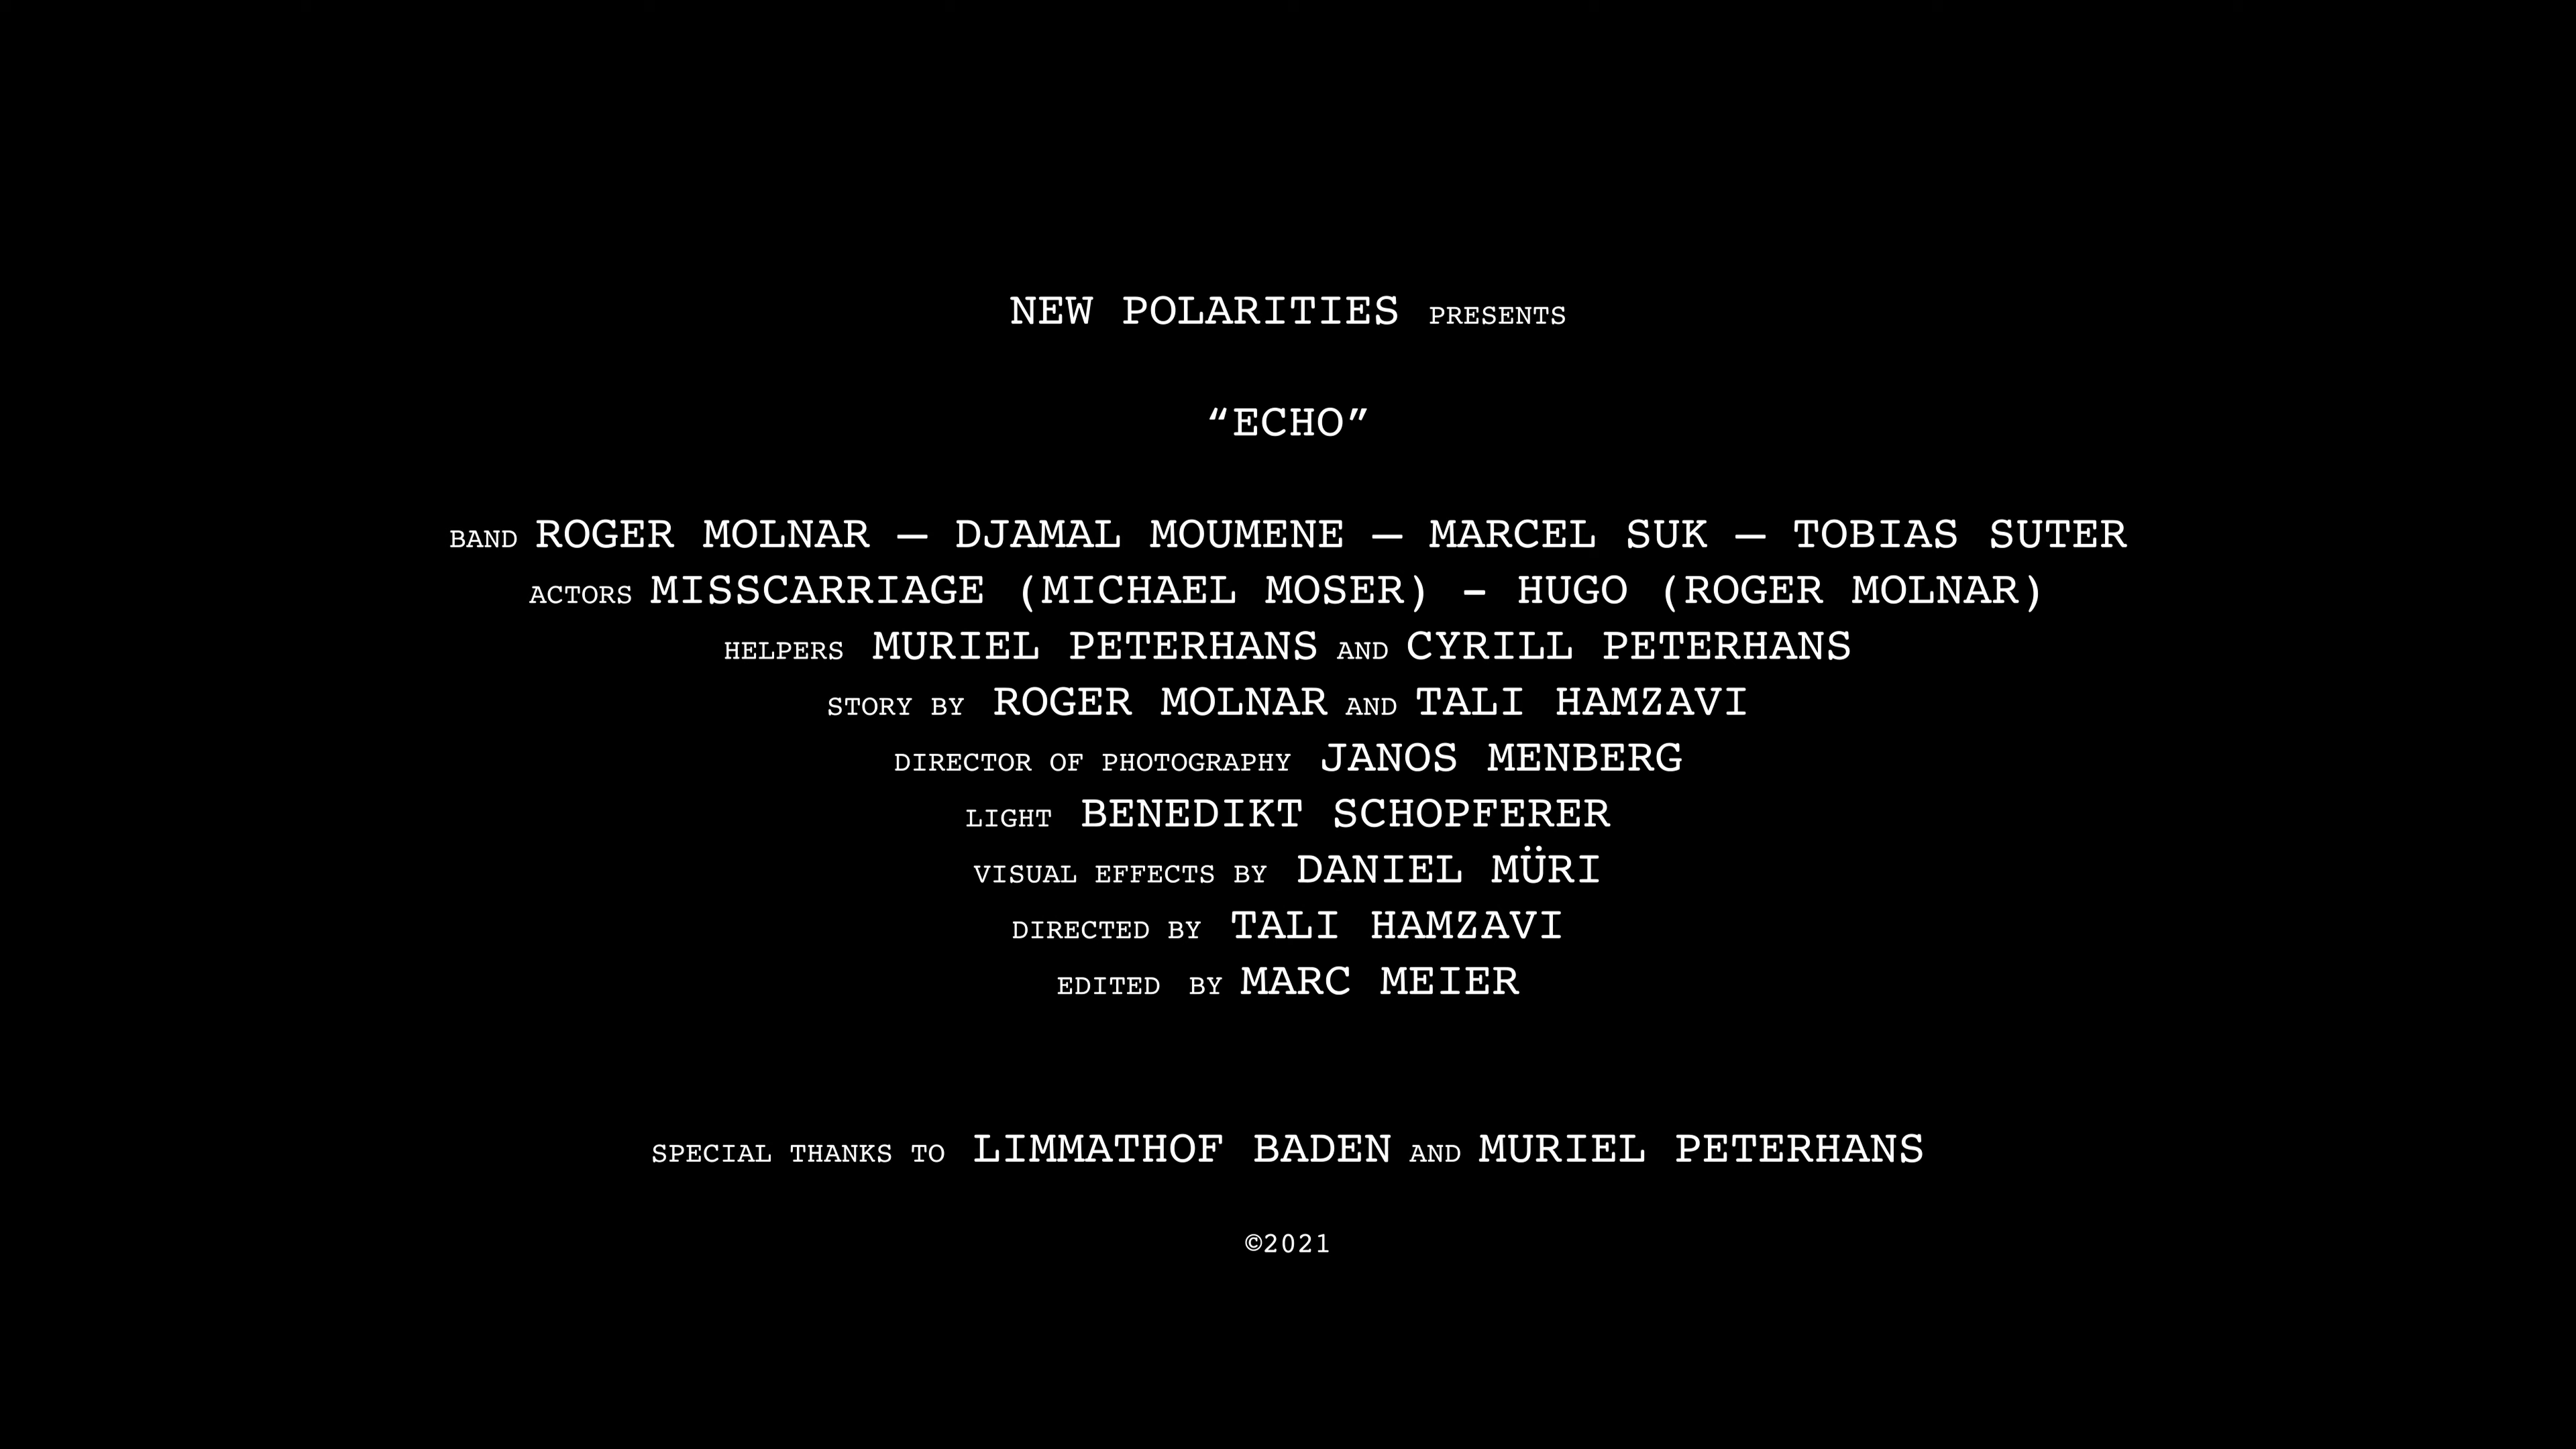 NEW POLARITIES PRESENTS
“ECHO”
BAND ROGER MOLNAR — DJAMAL MOUMENE — MARCEL SUK — TOBIAS SUTER
ACTORS MISSCARRIAGE (MICHAEL MOSER) – HUGO (ROGER MOLNAR)
HELPERS MURIEL PETERHANS AND CYRILL PETERHANS
STORY BY ROGER MOLNAR AND TALI HAMZAVI
DIRECTOR OF PHOTOGRAPHY JANOS MENBERG
LIGHT BENEDIKT SCHOPFERER
VISUAL EFFECTS BY DANIEL MÜRI
DIRECTED BY TALI HAMZAVI
EDITED BY MARC MEIER
SPECIAL THANKS TO LIMMATHOF BADEN AND MURIEL PETERHANS
©2021